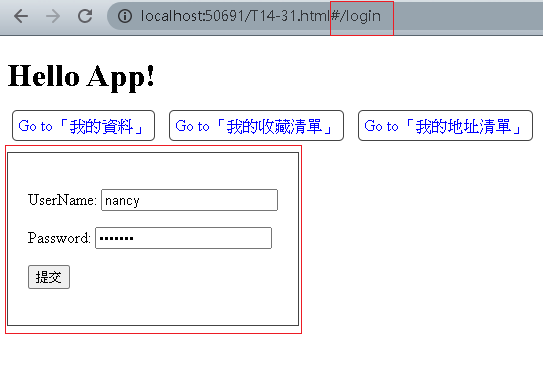 localhost:50691/T14-31.html#/login
Hello App!
Go to「我的資料」 Go to「我的收藏清單」 Go to「我的地址清單」
UserName: nancy
Password: •••••••
提交